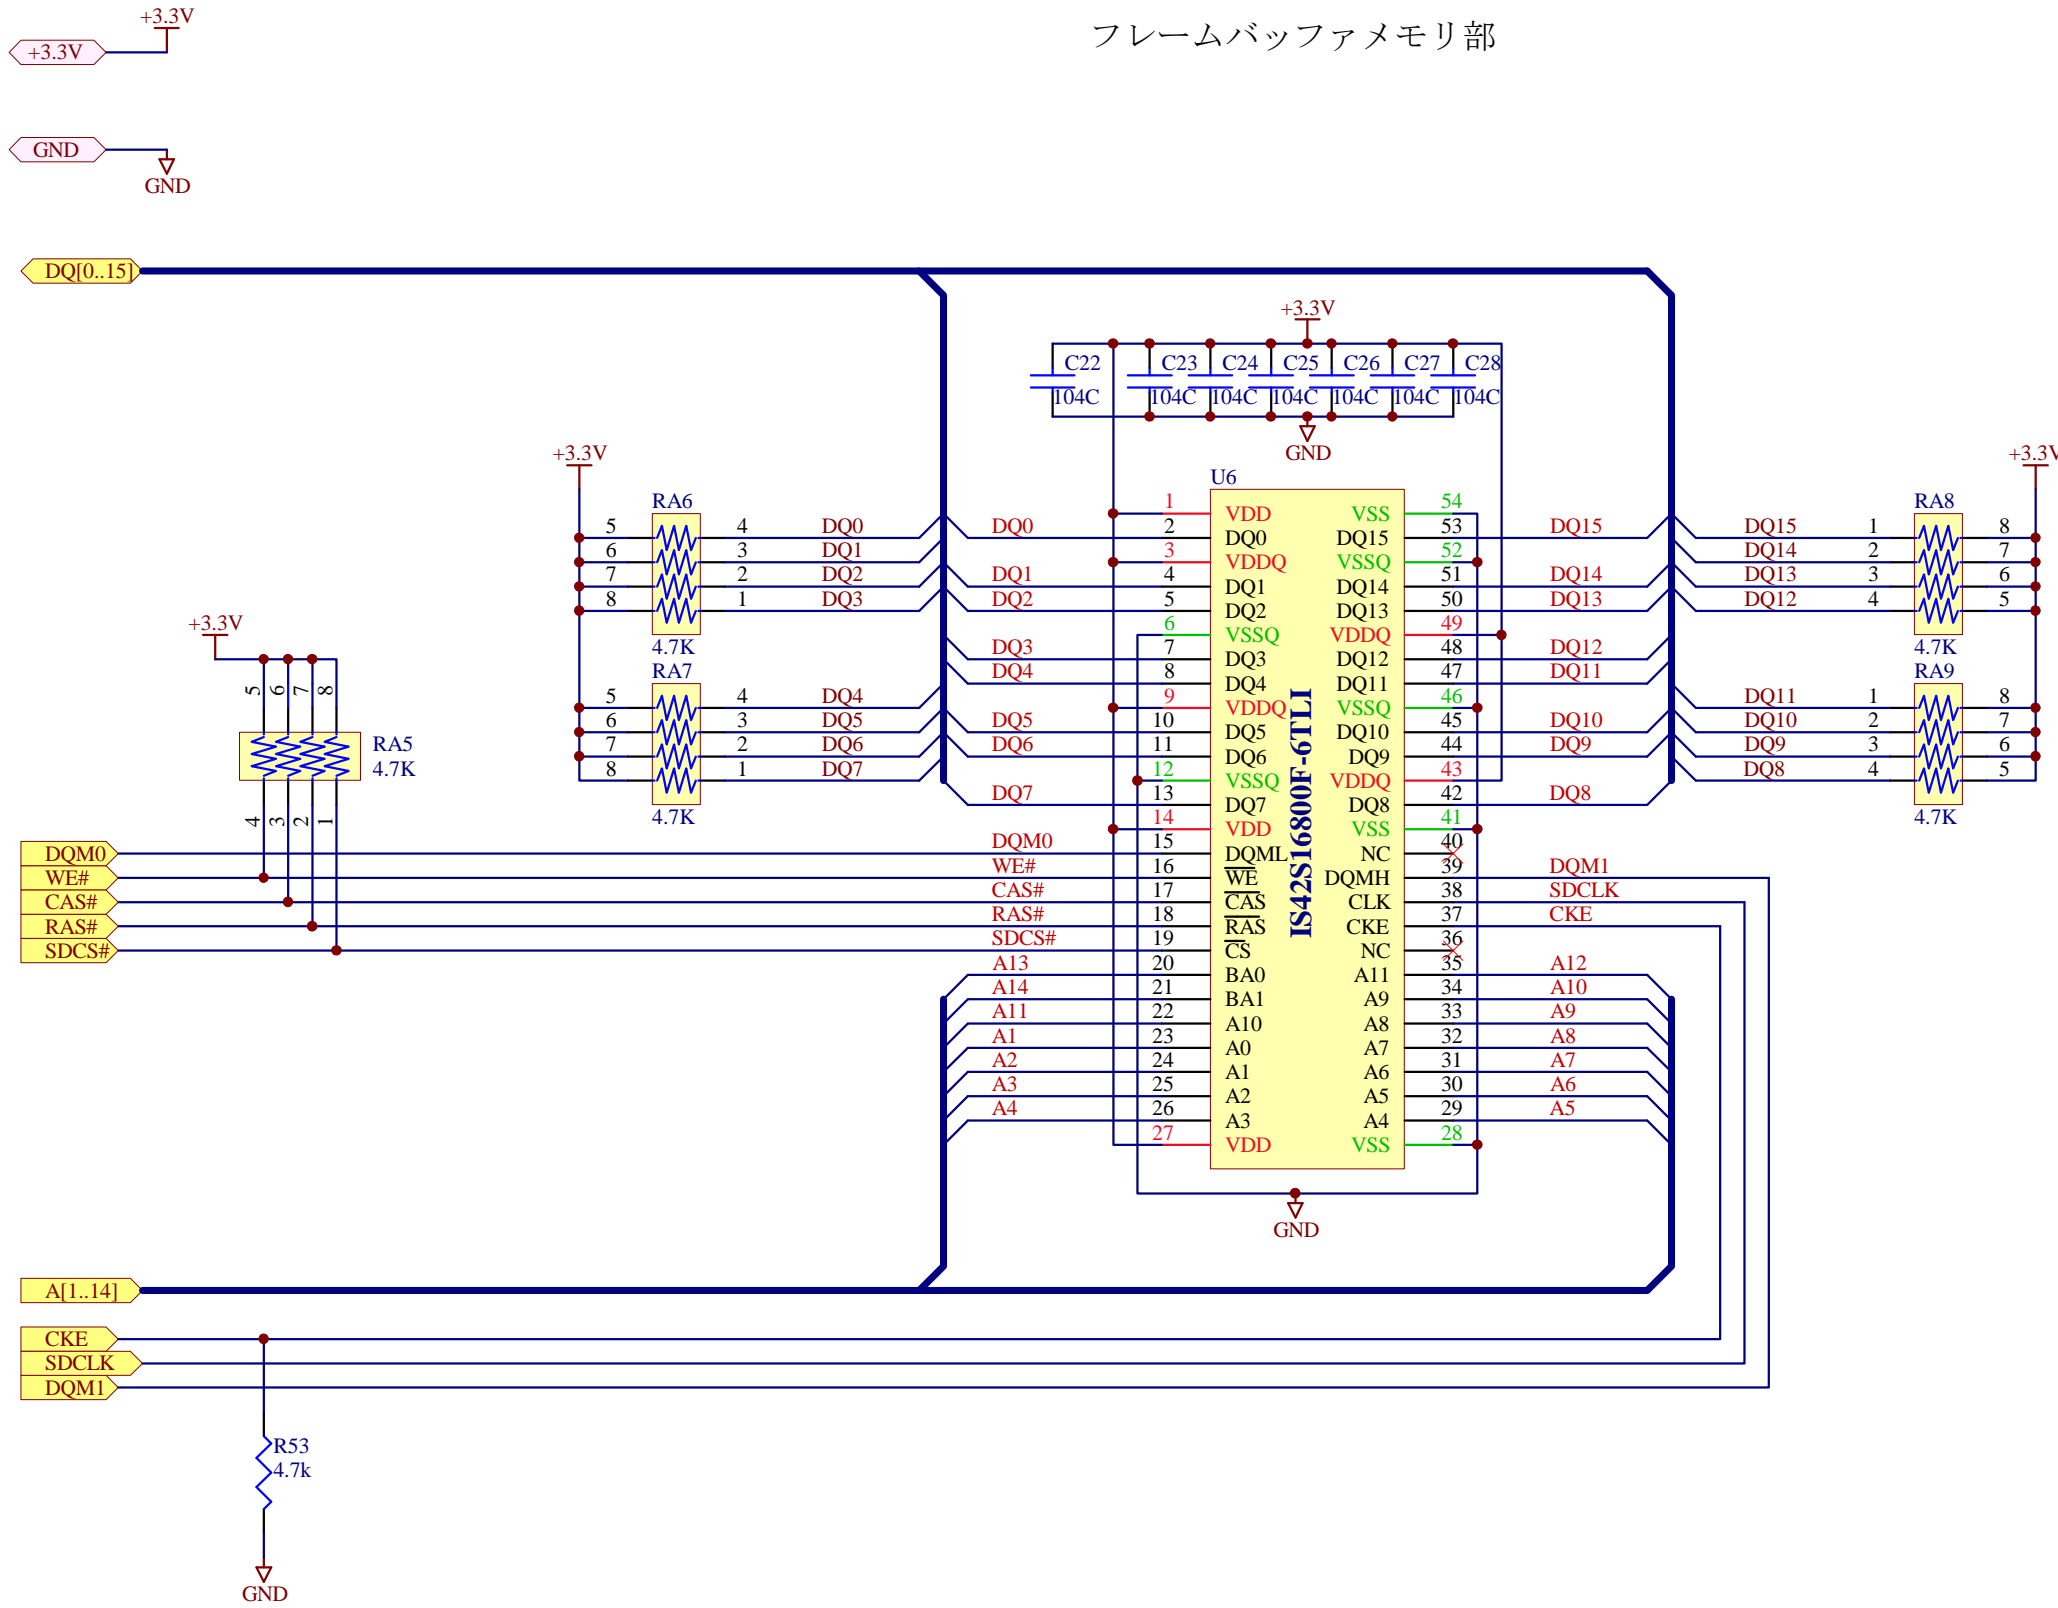 フレームバッファメモリ部
+3.3V
+3.3V
GND
GND
DQ[0..15]
+3.3V
C22 C23 C24 C25 C26 C27 C28
104C 104C 104C 104C 104C 104C 104C
GND
+3.3V
+3.3V
RA6
5 4 DQ0
6 3 DQ1
7 2 DQ2
8 1 DQ3
4.7K
RA7
5 4 DQ4
6 3 DQ5
7 2 DQ6
8 1 DQ7
4.7K
+3.3V
5 6 7 8
RA5
4.7K
4 3 2 1
DQM0
WE#
CAS#
RAS#
SDCS#
U6
IS42S16800F-6TLI
1 VDD VSS 54
DQ0 2 DQ0 DQ15 53 DQ15
3 VDDQ VSSQ 52
DQ1 4 DQ1 DQ14 51 DQ14
DQ2 5 DQ2 DQ13 50 DQ13
6 VSSQ VDDQ 49
DQ3 7 DQ3 DQ12 48 DQ12
DQ4 8 DQ4 DQ11 47 DQ11
9 VDDQ VSSQ 46
DQ5 10 DQ5 DQ10 45 DQ10
DQ6 11 DQ6 DQ9 44 DQ9
12 VSSQ VDDQ 43
DQ7 13 DQ7 DQ8 42 DQ8
14 VDD VSS 41
DQM0 15 DQML NC 40
WE# 16 WE DQMH 39 DQM1
CAS# 17 CAS CLK 38 SDCLK
RAS# 18 RAS CKE 37 CKE
SDCS# 19 CS NC 36
A13 20 BA0 A11 35 A12
A14 21 BA1 A9 34 A10
A11 22 A10 A8 33 A9
A1 23 A0 A7 32 A8
A2 24 A1 A6 31 A7
A3 25 A2 A5 30 A6
A4 26 A3 A4 29 A5
27 VDD VSS 28
GND
RA8
DQ15 1 8
DQ14 2 7
DQ13 3 6
DQ12 4 5
4.7K
RA9
DQ11 1 8
DQ10 2 7
DQ9 3 6
DQ8 4 5
4.7K
A[1..14]
CKE
SDCLK
DQM1
R53
4.7k
GND